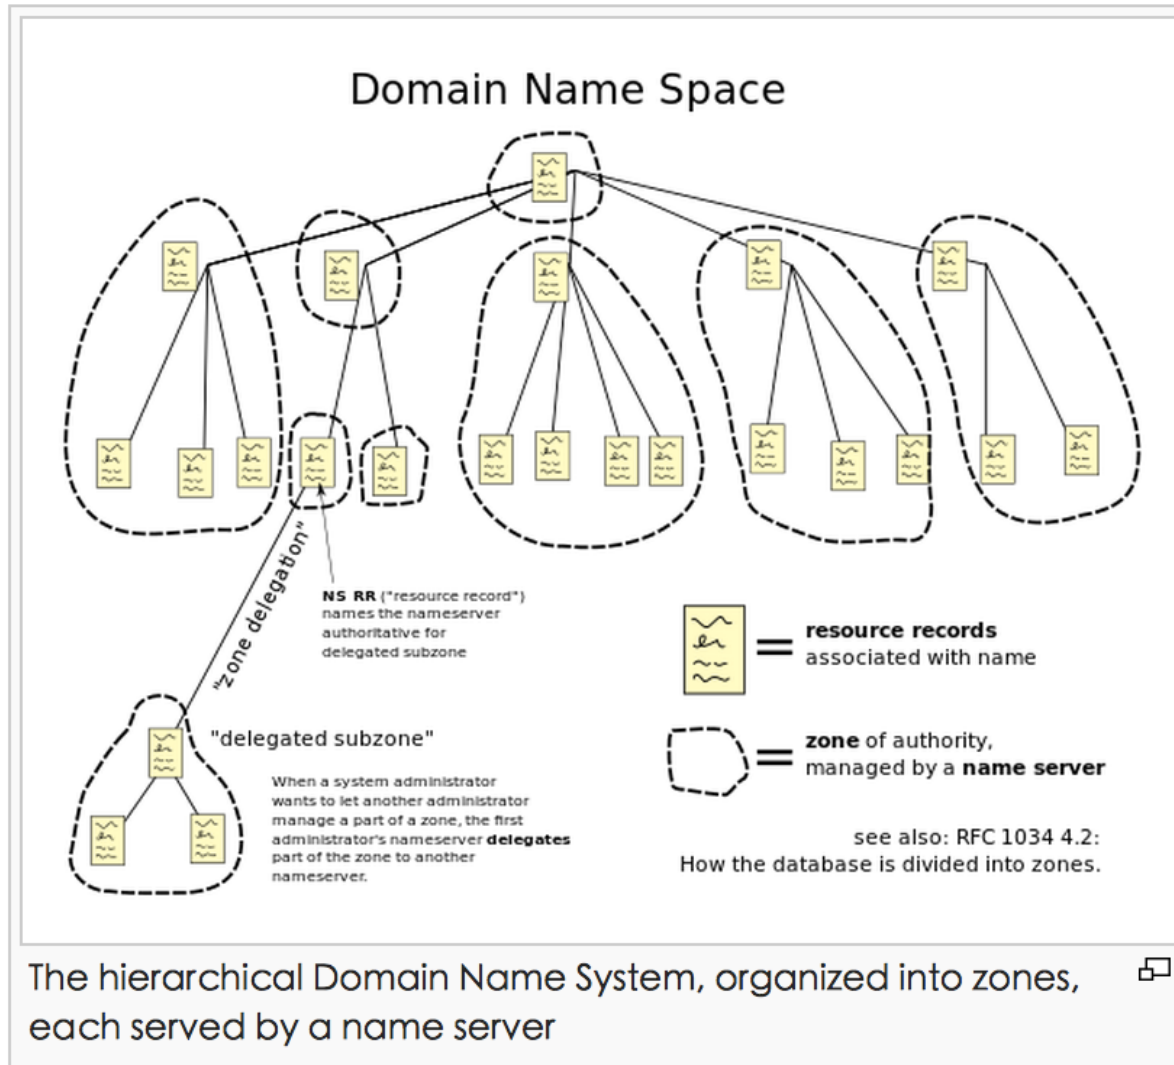 Domain Name Space
"zone delegation"
NS RR ("resource record")
names the nameserver
authoritative for
delegated subzone
resource records
associated with name
"delegated subzone"
When a system administrator
wants to let another administrator
manage a part of a zone, the first
administrator's nameserver delegates
part of the zone to another
nameserver.
zone of authority,
managed by a name server
see also: RFC 1034 4.2:
How the database is divided into zones.
The hierarchical Domain Name System, organized into zones,
each served by a name server